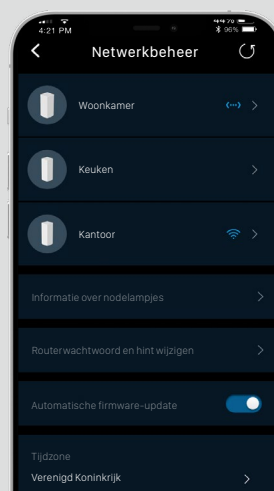 4:21 PM
96%
Netwerkbeheer
Woonkamer
Keuken
Kantoor
Informatie over nodelampjes
Routerwachtwoord en hint wijzigen
Automatische firmware-update
Tijdzone
Verenigd Koninkrijk